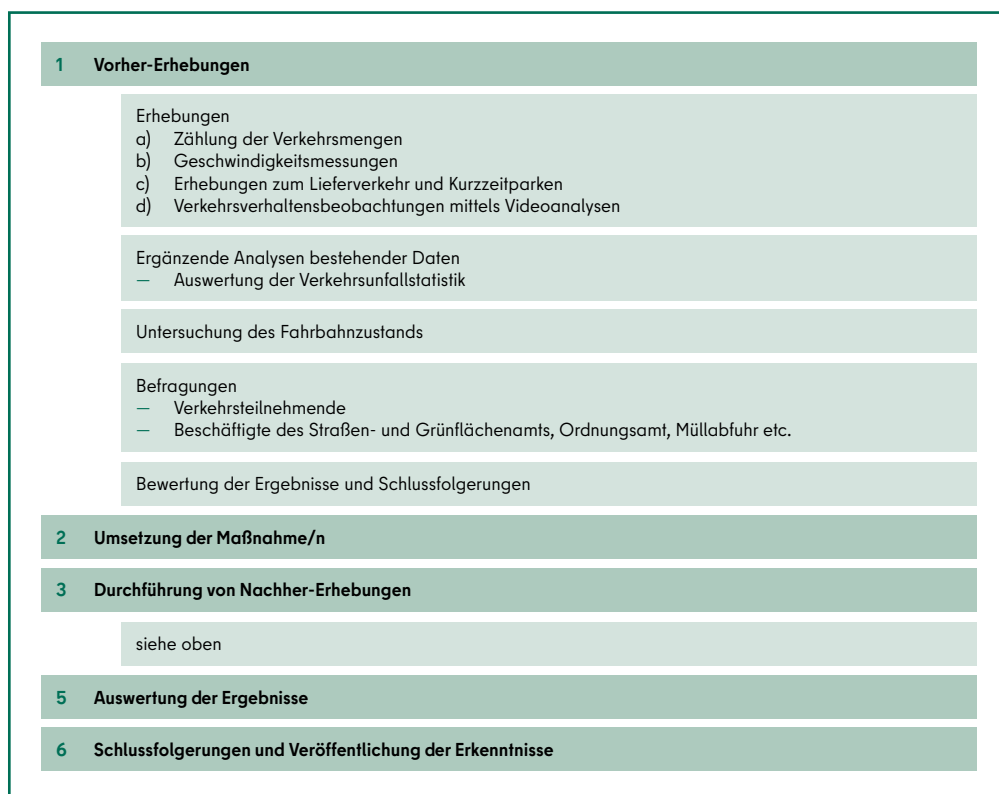 1 Vorher-Erhebungen
Erhebungen
a) Zählung der Verkehrsmengen
b) Geschwindigkeitsmessungen
c) Erhebungen zum Lieferverkehr und Kurzzeitparken
d) Verkehrsverhaltensbeobachtungen mittels Videoanalysen
Ergänzende Analysen bestehender Daten
— Auswertung der Verkehrsunfallstatistik
Untersuchung des Fahrbahnzustands
Befragungen
— Verkehrsteilnehmende
— Beschäftigte des Straßen- und Grünflächenamts, Ordnungsamt, Müllabfuhr etc.
Bewertung der Ergebnisse und Schlussfolgerungen
2 Umsetzung der Maßnahme/n
3 Durchführung von Nachher-Erhebungen
siehe oben
5 Auswertung der Ergebnisse
6 Schlussfolgerungen und Veröffentlichung der Erkenntnisse